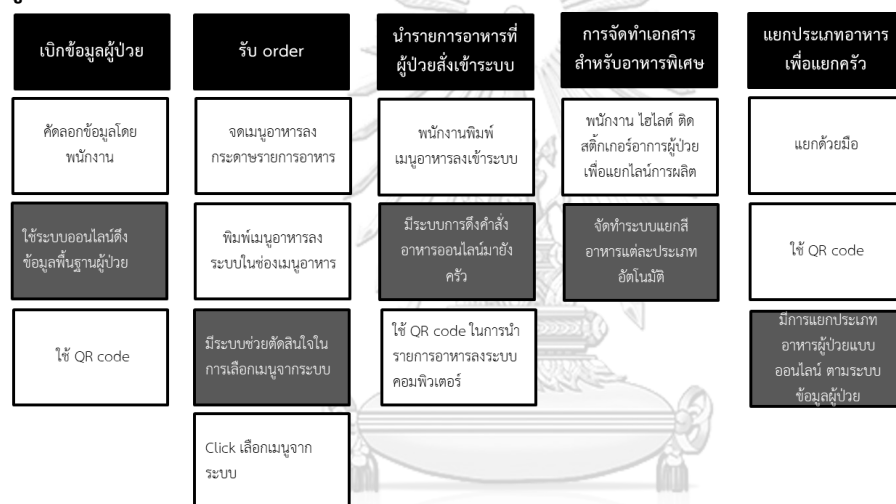 เบิกข้อมูลผู้ป่วย
คัดลอกข้อมูลโดย
พนักงาน
ใช้ระบบออนไลน์ดึง
ข้อมูลพื้นฐานผู้ป่วย
ใช้ QR code
รับ order
จดเมนูอาหารลง
กระดาษรายการอาหาร
พิมพ์เมนูอาหารลง
ระบบในช่องเมนูอาหาร
มีระบบช่วยตัดสินใจใน
การเลือกเมนูจากระบบ
Click เลือกเมนูจาก
ระบบ
นำรายการอาหารที่
ผู้ป่วยสั่งเข้าระบบ
พนักงานพิมพ์
เมนูอาหารลงเข้าระบบ
มีระบบการดึงคำสั่ง
อาหารออนไลน์มายัง
ครัว
ใช้ QR code ในการนำ
รายการอาหารลงระบบ
คอมพิวเตอร์
การจัดทำเอกสาร
สำหรับอาหารพิเศษ
พนักงาน ไฮไลต์ ติด
สติ๊กเกอร์อาการผู้ป่วย
เพื่อแยกไลน์การผลิต
จัดทำระบบแยกสี
อาหารแต่ละประเภท
อัตโนมัติ
แยกประเภทอาหาร
เพื่อแยกครัว
แยกด้วยมือ
ใช้ QR code
มีการแยกประเภท
อาหารผู้ป่วยแบบ
ออนไลน์ ตามระบบ
ข้อมูลผู้ป่วย